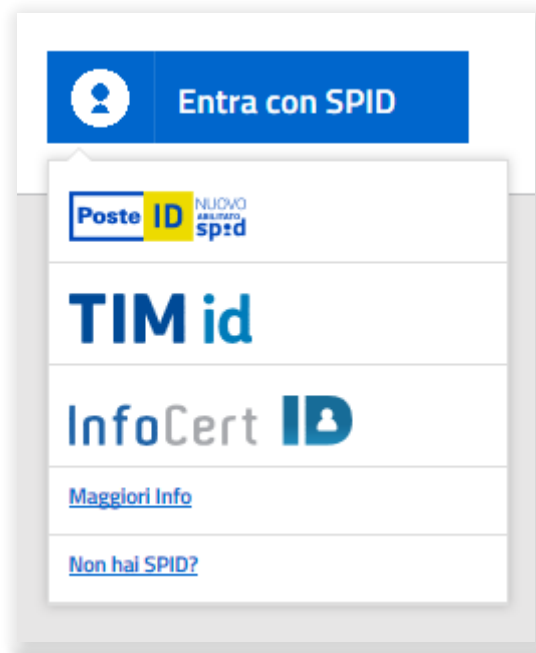 Entra con SPID
Poste ID NUOVO
ABILITATO
spid
TIM id
InfoCert ID
Maggiori Info
Non hai SPID?